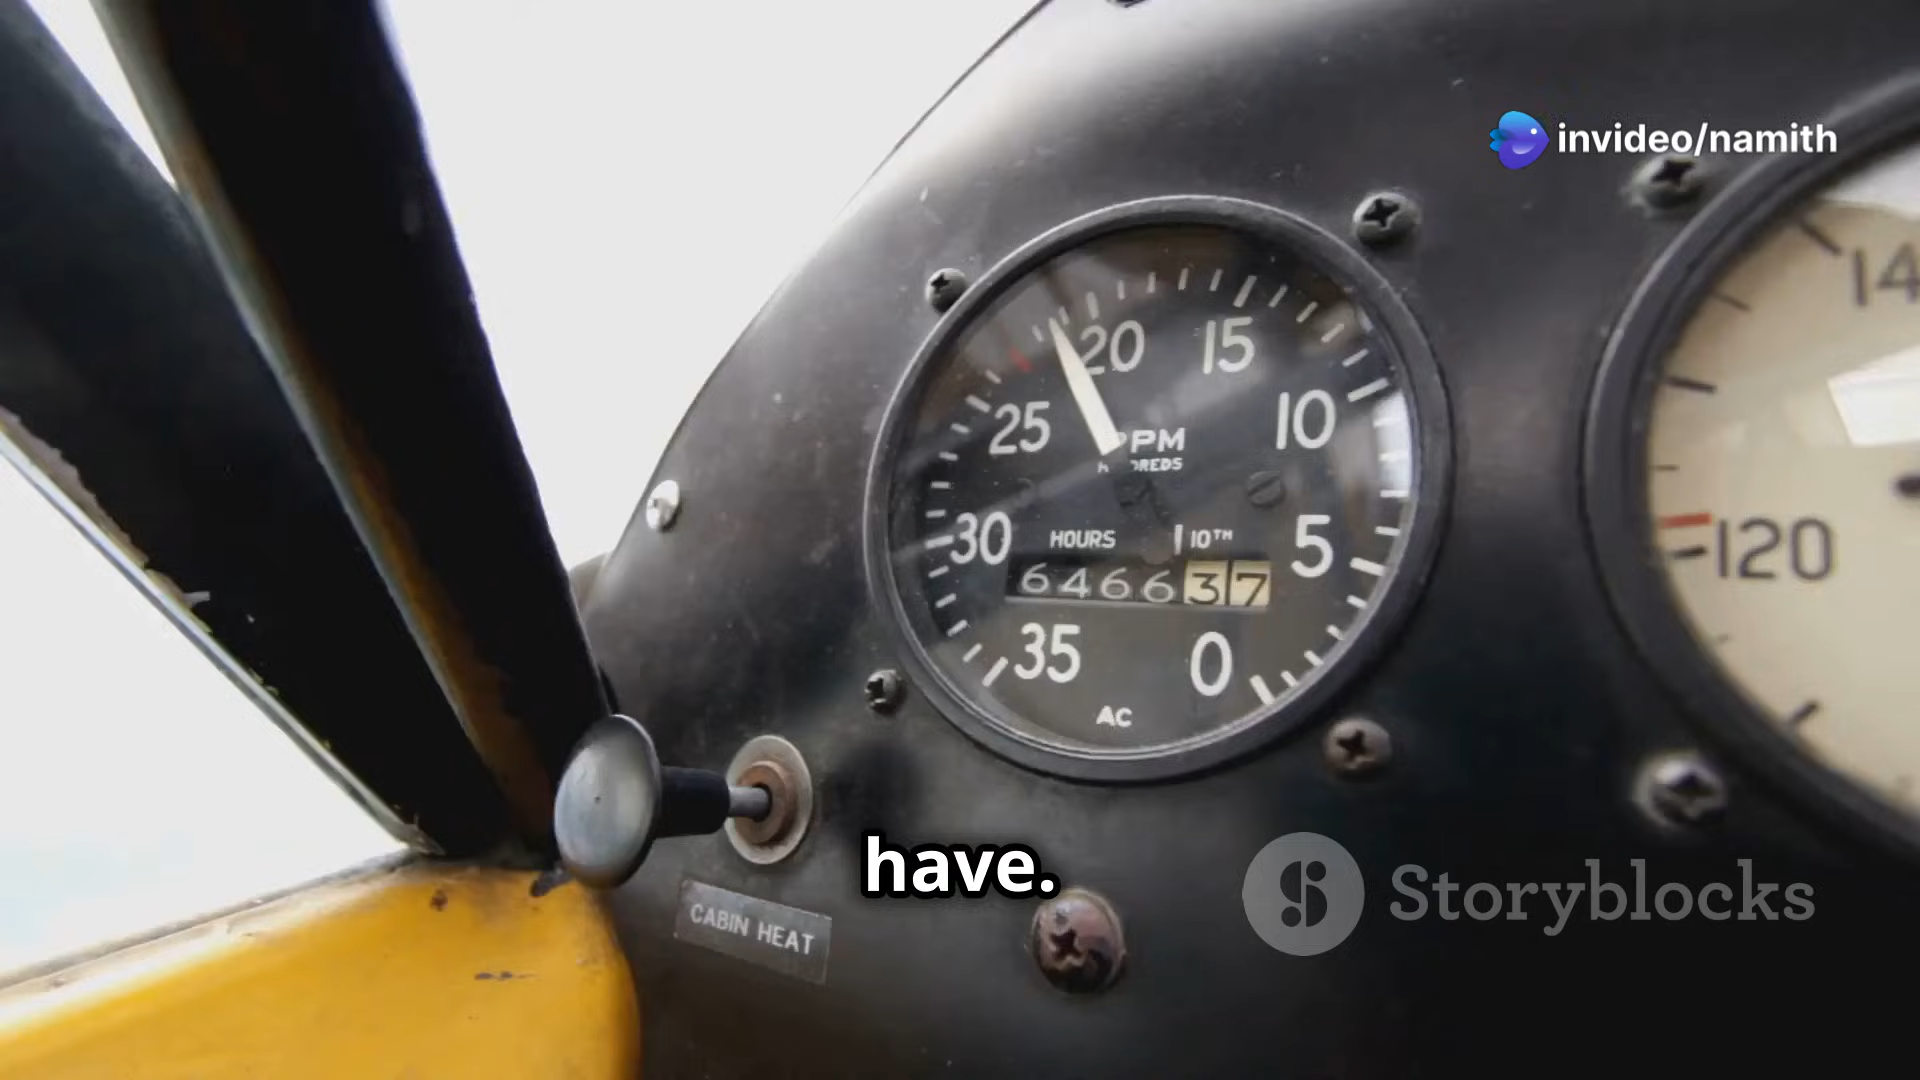 invideo/namith
14
20
15
25
10
RPM
HUNDREDS
30
HOURS
10TH
5
6466 37
120
35
0
AC
have.
CABIN HEAT
Storyblocks